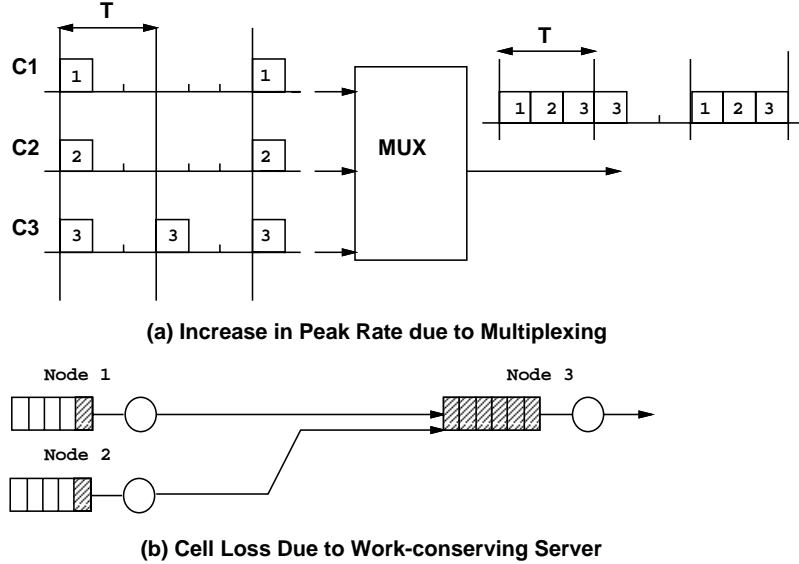 T
T
C1
1
1
1 2 3 3
1 2 3
C2
2
2
MUX
C3
3
3
3
(a) Increase in Peak Rate due to Multiplexing
Node 1
Node 3
Node 2
(b) Cell Loss Due to Work-conserving Server